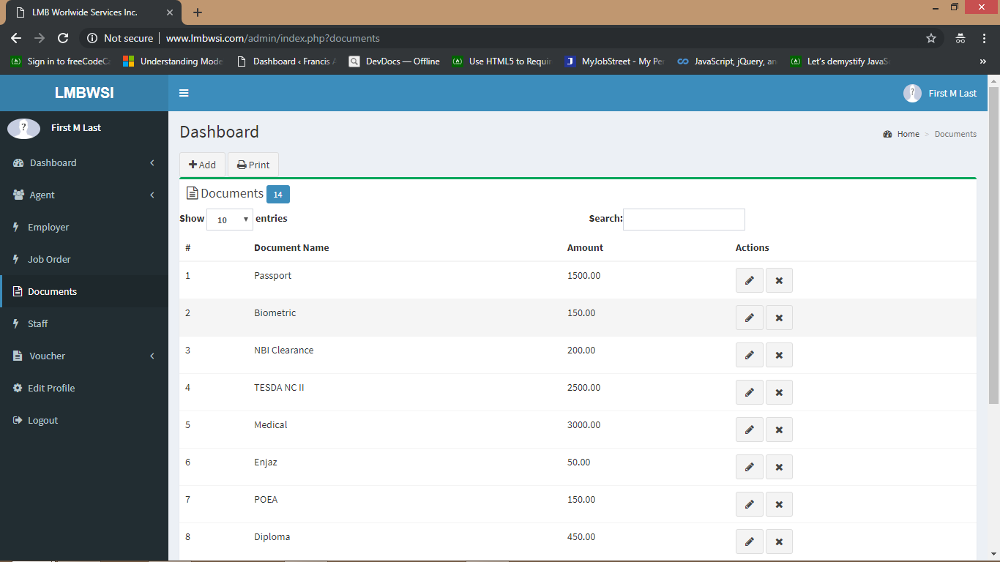 LMB Worlwide Services Inc.
Not secure www.lmbwsi.com/admin/index.php?documents
Sign in to freeCodeCa Understanding Mode Dashboard ‹ Francis A DevDocs — Offline Use HTML5 to Requir MyJobStreet - My Per JavaScript, jQuery, an Let's demystify JavaS »
LMBWSI
First M Last
First M Last
Dashboard
Agent
Employer
Job Order
Documents
Staff
Voucher
Edit Profile
Logout
Dashboard
Home > Documents
Add Print
Documents 14
Show 10 entries Search:
# Document Name Amount Actions
1 Passport 1500.00
2 Biometric 150.00
3 NBI Clearance 200.00
4 TESDA NC II 2500.00
5 Medical 3000.00
6 Enjaz 50.00
7 POEA 150.00
8 Diploma 450.00